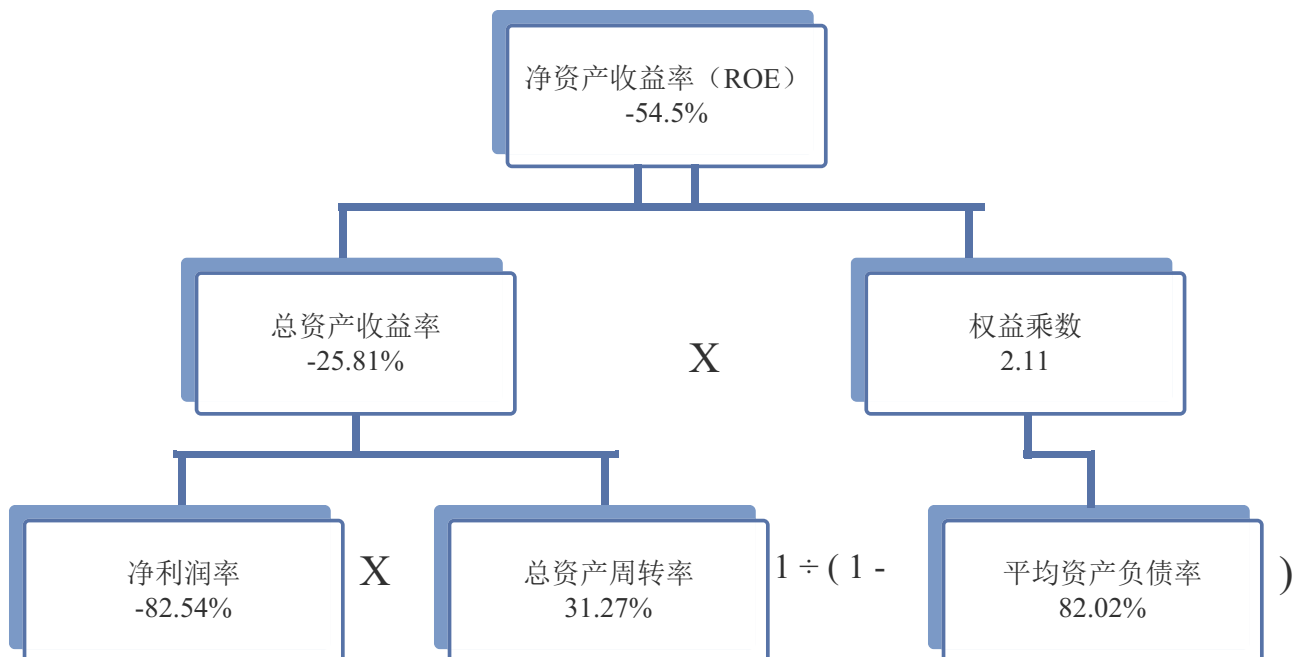 净资产收益率（ROE）
-54.5%
总资产收益率
-25.81%
X
权益乘数
2.11
净利润率
-82.54%
X
总资产周转率
31.27%
1 ÷ ( 1 -
平均资产负债率
82.02%
)